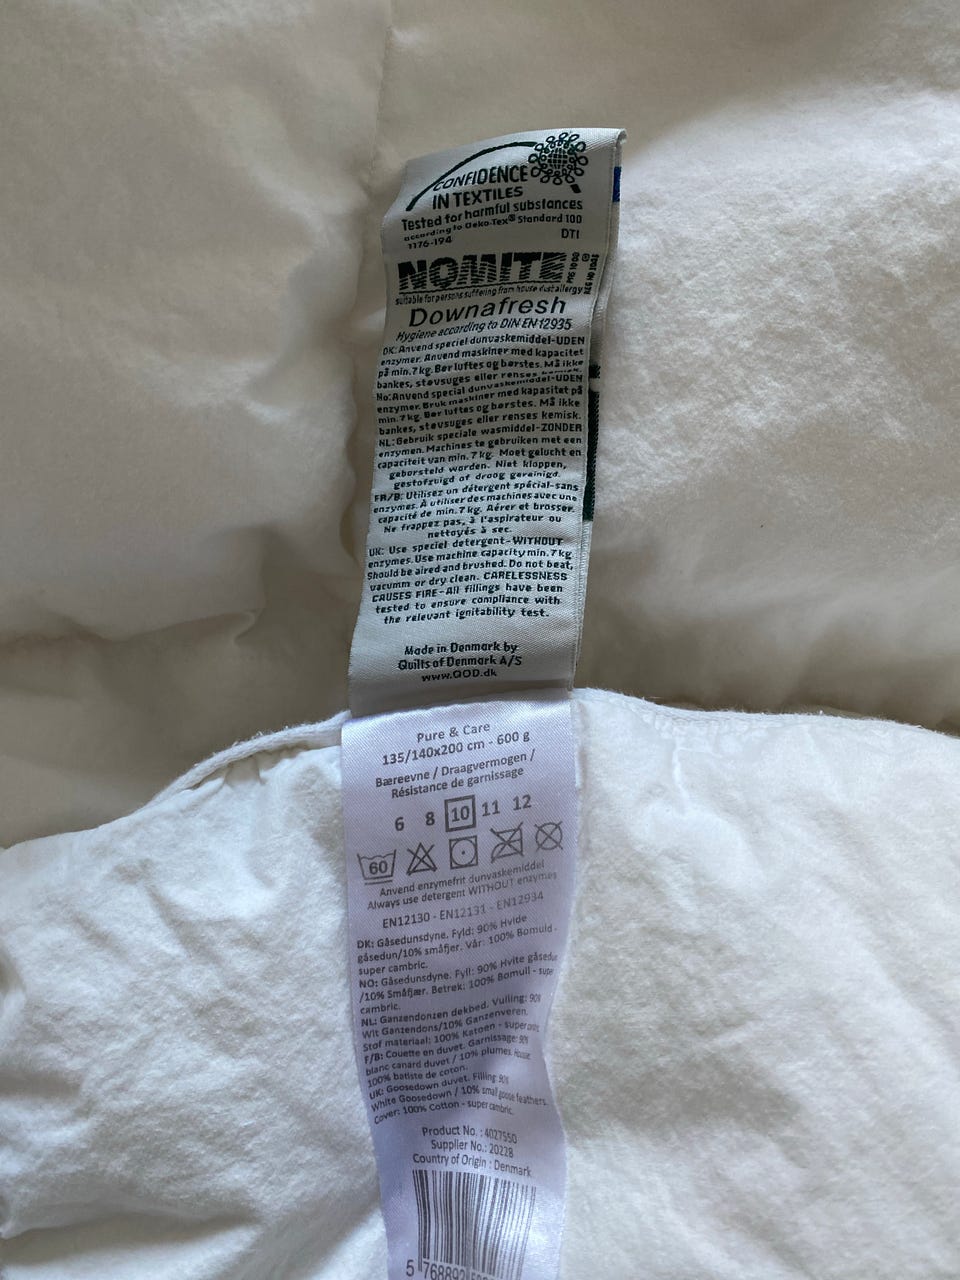 CONFIDENCE
IN TEXTILES
Tested for harmful substances
according to Oeko-Tex® Standard 100
1176-194 DTI
NOMITE ®
suitable for persons suffering from house dust allergy
Downafresh
Hygiene according to DIN EN 12935
DK: Anvend speciel dunvaskemiddel-UDEN
enzymer. Anvend maskiner med kapacitet
på min. 7 kg. Bør luftes og børstes. Må ikke
bankes, støvsuges eller renses
No: Anvend special dunvaskemiddel-UDEN
enzymer. Bruk maskiner med kapasitet på
min. 7 kg. Bør luftes og børstes. Må ikke
bankes, støvsuges eller renses kemisk.
NL: Gebruik speciale wasmiddel-ZONDER
enzymen. Machines te gebruiken met een
capaciteit van min. 7 kg. Moet gelucht en
geborsteld worden. Niet kloppen,
gestofzuigd of droog gereinigd.
FR/B: Utilisez un détergent spécial-sans
enzymes. À utiliser des machines avec une
capacité de min. 7 kg. Aérer et brosser.
Ne frappez pas, à l'aspirateur ou
nettoyés à sec.
UK: Use speciel detergent-WITHOUT
enzymes. Use machine capacity min. 7 kg
Should be aired and brushed. Do not beat,
vacumm or dry clean. CARELESSNESS
CAUSES FIRE-All fillings have been
tested to ensure compliance with
the relevant ignitability test.
Made in Denmark by
Quilts of Denmark A/S
www.QOD.dk
Pure & Care
135/140x200 cm - 600 g
Bæreevne / Draagvermogen /
Résistance de garnissage
6 8 10 11 12
60
Anvend enzymefrit dunvaskemiddel
Always use detergent WITHOUT enzymes
EN12130 - EN12131 - EN12934
DK: Gåsedunsdyne. Fyld: 90% Hvide
gåsedun/10% småfjer. Vår: 100% Bomuld -
super cambric.
NO: Gåsedunsdyne. Fyll: 90% Hvite gåsedun
/10% Småfjær. Betrek: 100% Bomull - super
cambric.
NL: Ganzendonzen dekbed. Vulling: 90%
Wit Ganzendons/10% Ganzenveren.
Stof materiaal: 100% Katoen - super
F/B: Couette en duvet. Garnissage: 90%
blanc canard duvet / 10% plumes. Housse:
100% batiste de coton.
UK: Goosedown duvet. Filling: 90%
White Goosedown / 10% small goose feathers.
Cover: 100% Cotton - super cambric.
Product No. : 4027550
Supplier No.: 20228
Country of Origin : Denmark
5 768892